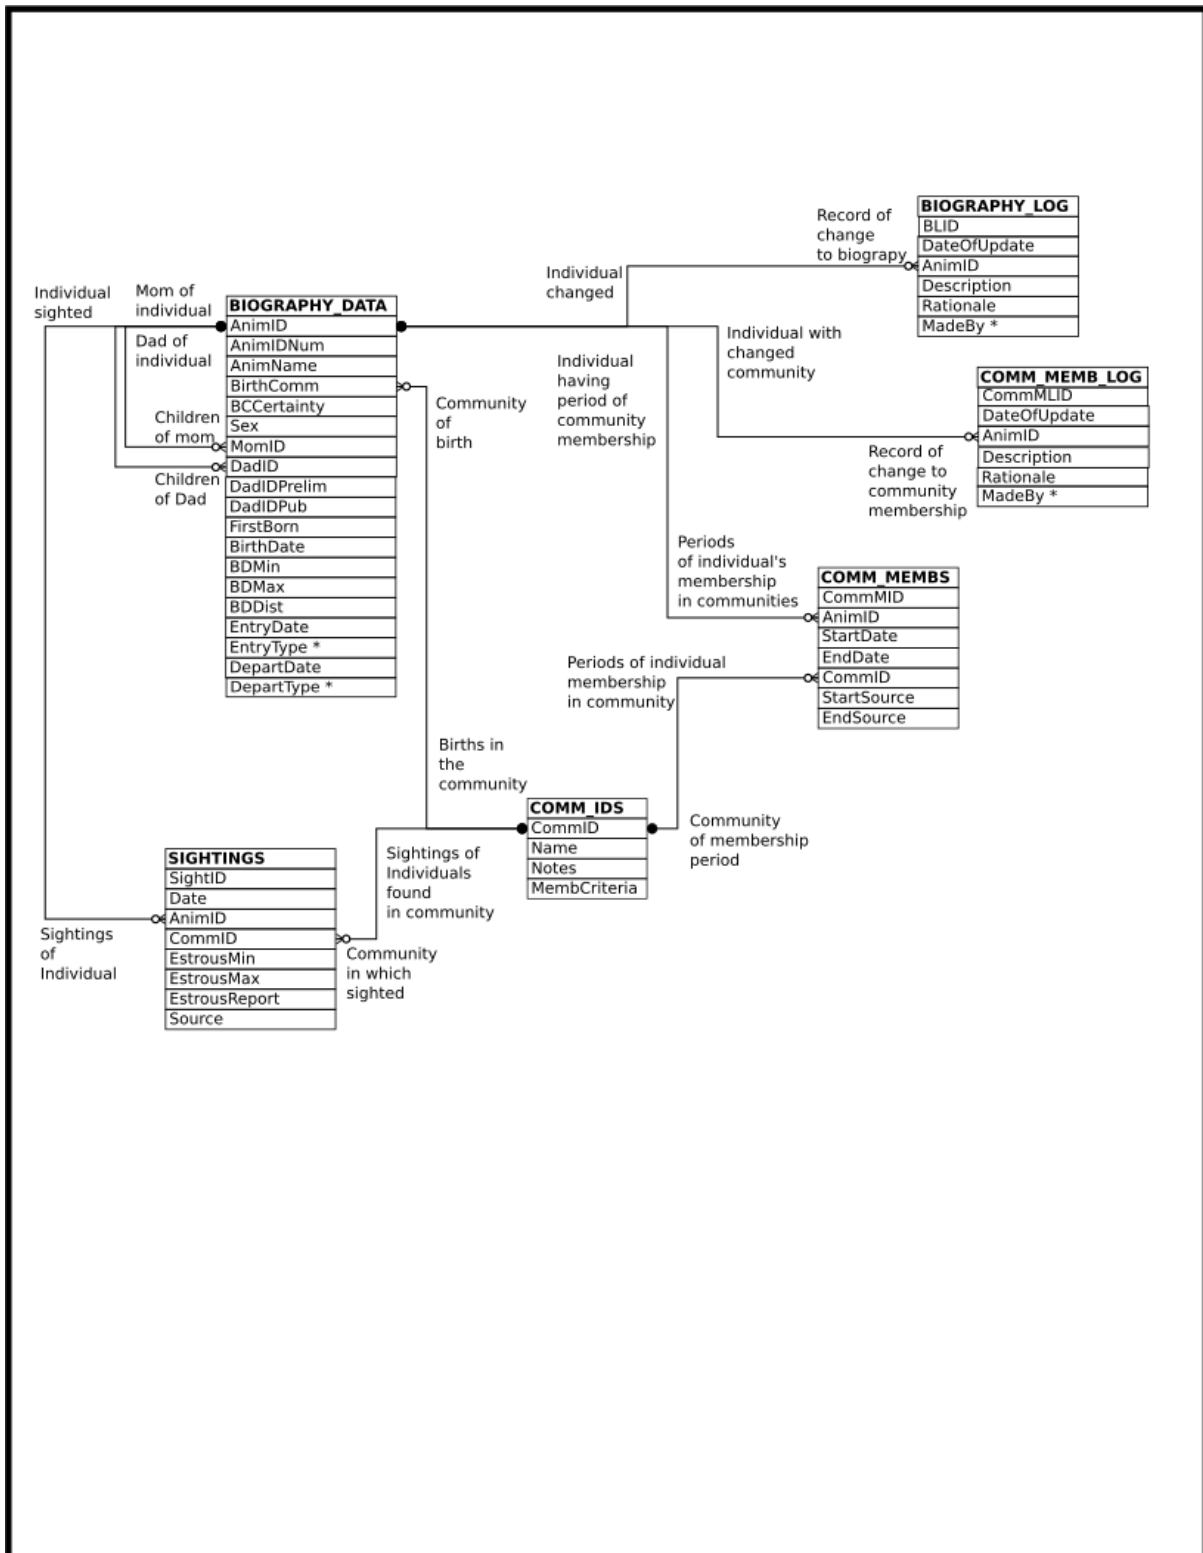 BIOGRAPHY_LOG
BLID
DateOfUpdate
AnimID
Description
Rationale
MadeBy *
Record of
change
to biograpy
Individual
changed
Individual
sighted
Mom of
individual
Dad of
individual
Children
of mom
Children
of Dad
BIOGRAPHY_DATA
AnimID
AnimIDNum
AnimName
BirthComm
BCCertainty
Sex
MomID
DadID
DadIDPrelim
DadIDPub
FirstBorn
BirthDate
BDMin
BDMax
BDDist
EntryDate
EntryType *
DepartDate
DepartType *
Community
of
birth
Individual
having
period of
community
membership
Individual with
changed
community
COMM_MEMB_LOG
CommMLID
DateOfUpdate
AnimID
Description
Rationale
MadeBy *
Record of
change to
community
membership
Periods
of individual's
membership
in communities
COMM_MEMBS
CommMID
AnimID
StartDate
EndDate
CommID
StartSource
EndSource
Periods of individual
membership
in community
Births in
the
community
COMM_IDS
CommID
Name
Notes
MembCriteria
Community
of membership
period
Sightings of
Individuals
found
in community
SIGHTINGS
SightID
Date
AnimID
CommID
EstrousMin
EstrousMax
EstrousReport
Source
Sightings
of
Individual
Community
in which
sighted